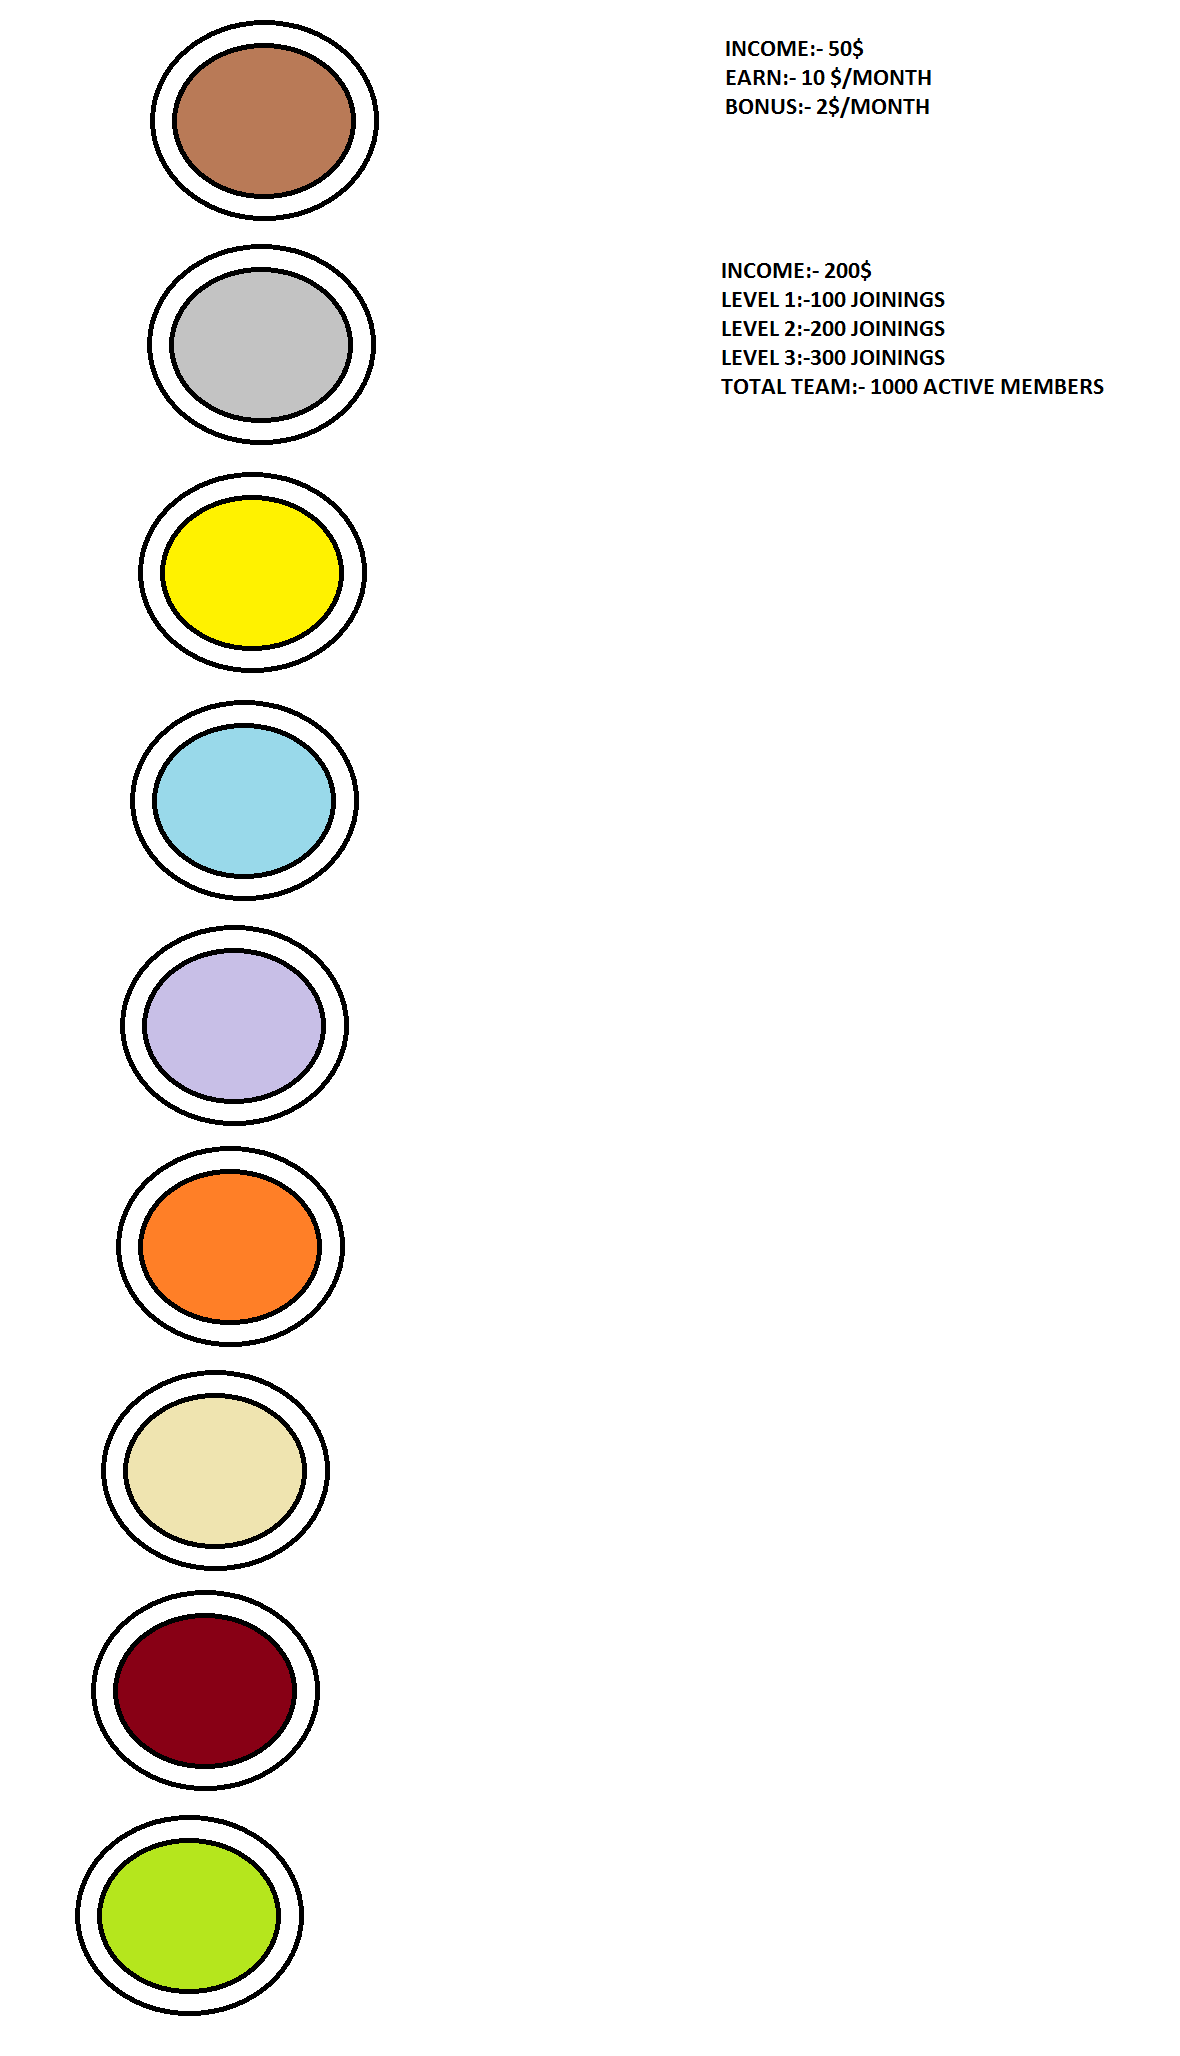 INCOME:- 50$
EARN:- 10 $/MONTH
BONUS:- 2$/MONTH
INCOME:- 200$
LEVEL 1:-100 JOININGS
LEVEL 2:-200 JOININGS
LEVEL 3:-300 JOININGS
TOTAL TEAM:- 1000 ACTIVE MEMBERS